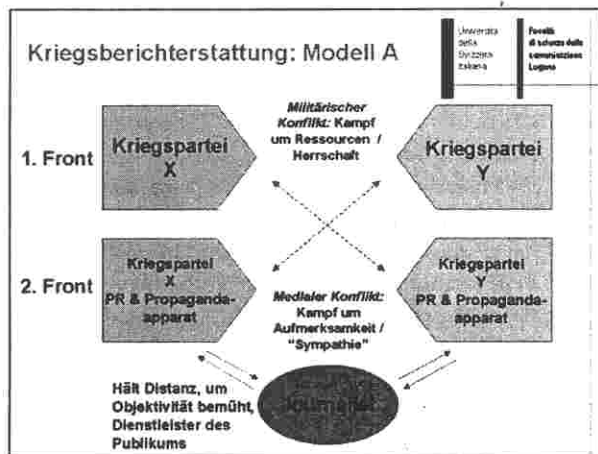 Kriegsberichterstattung: Modell A
Università
della
Svizzera
italiana
Facoltà
di scienze della
comunicazione
Lugano
1. Front
Kriegspartei
X
Militärischer
Konflikt: Kampf
um Ressourcen /
Herrschaft
Kriegspartei
Y
2. Front
Kriegspartei
X
PR & Propaganda-
apparat
Medialer Konflikt:
Kampf um
Aufmerksamkeit /
"Sympathie"
Kriegspartei
Y
PR & Propaganda-
apparat
Hält Distanz, um
Objektivität bemüht,
Dienstleister des
Publikums
Journalist